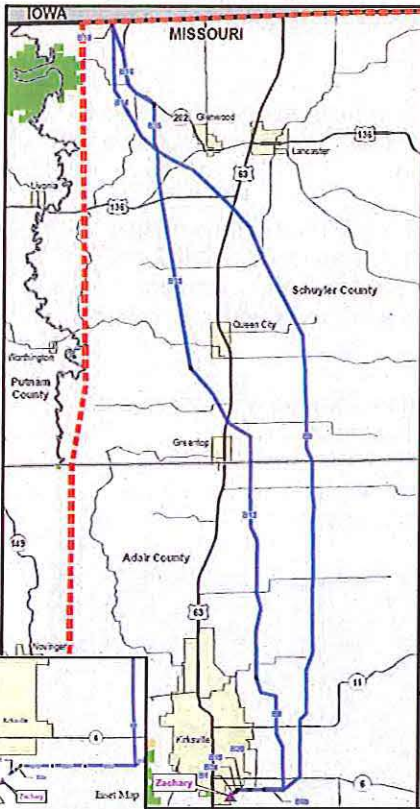 IOWA
MISSOURI
202
Glenwood
136
Lancaster
63
Livonia
136
Schuyler County
Queen City
Worthington
Putnam
County
Greentop
149
Adair County
63
Novinger
11
Kirksville
6
Zachary
6
Kirksville
Zachary
Inset Map